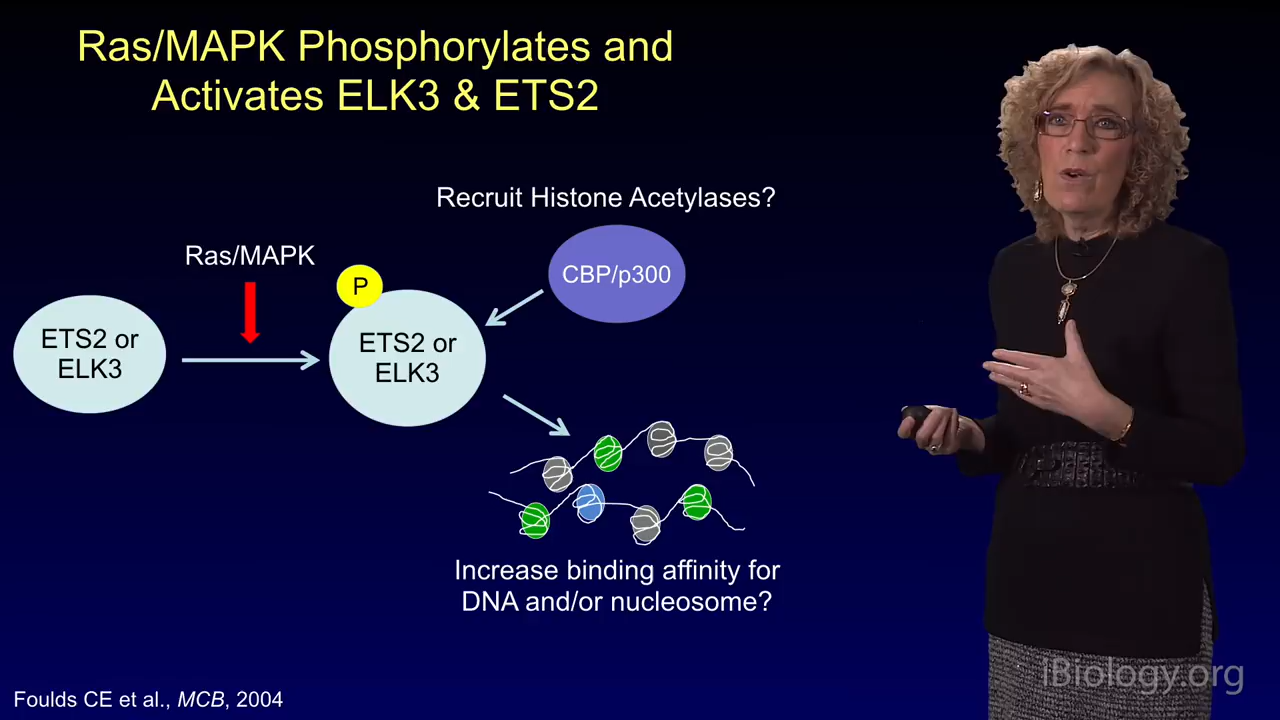 Ras/MAPK Phosphorylates and
Activates ELK3 & ETS2
Recruit Histone Acetylases?
Ras/MAPK
P
CBP/p300
ETS2 or
ELK3
ETS2 or
ELK3
Increase binding affinity for
DNA and/or nucleosome?
Foulds CE et al., MCB, 2004
iBiology.org